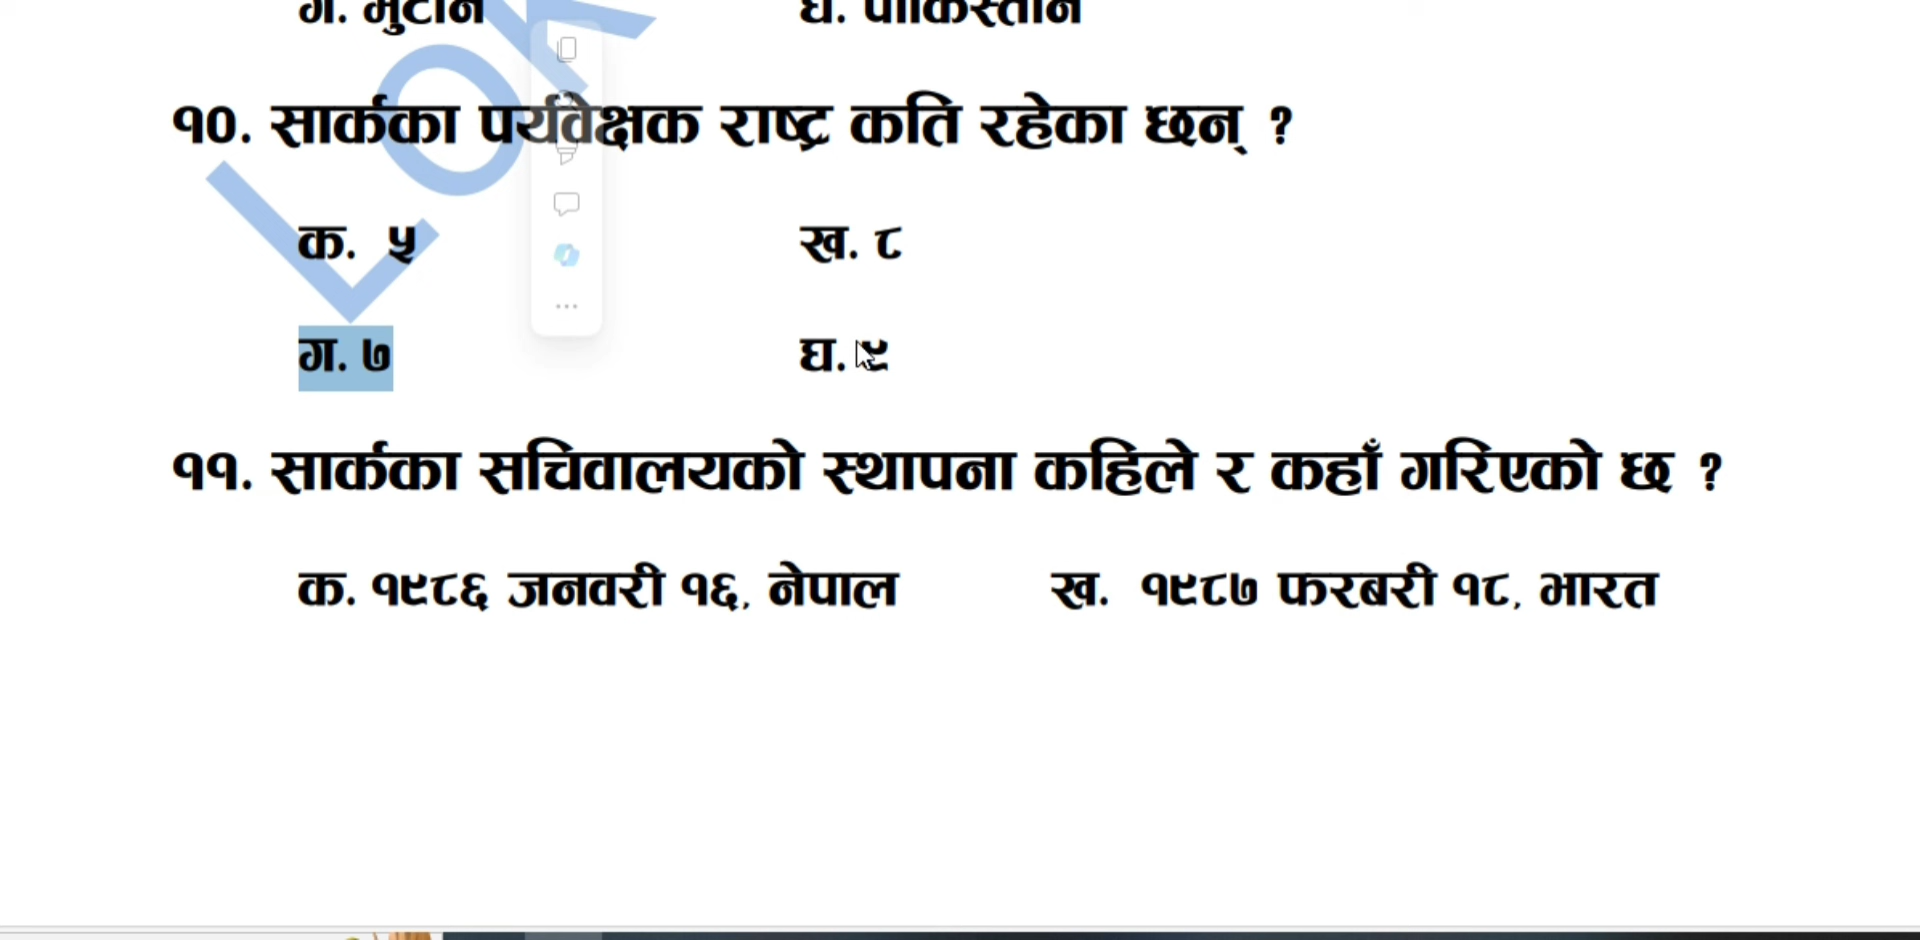 ग. भुटान घ. पाकिस्तान
LOK
१०. सार्कका पर्यवेक्षक राष्ट्र कति रहेका छन् ?
क. ५ ख. ८
ग. ७ घ. ९
११. सार्कका सचिवालयको स्थापना कहिले र कहाँ गरिएको छ ?
क. १९८६ जनवरी १६, नेपाल ख. १९८७ फरबरी १८, भारत